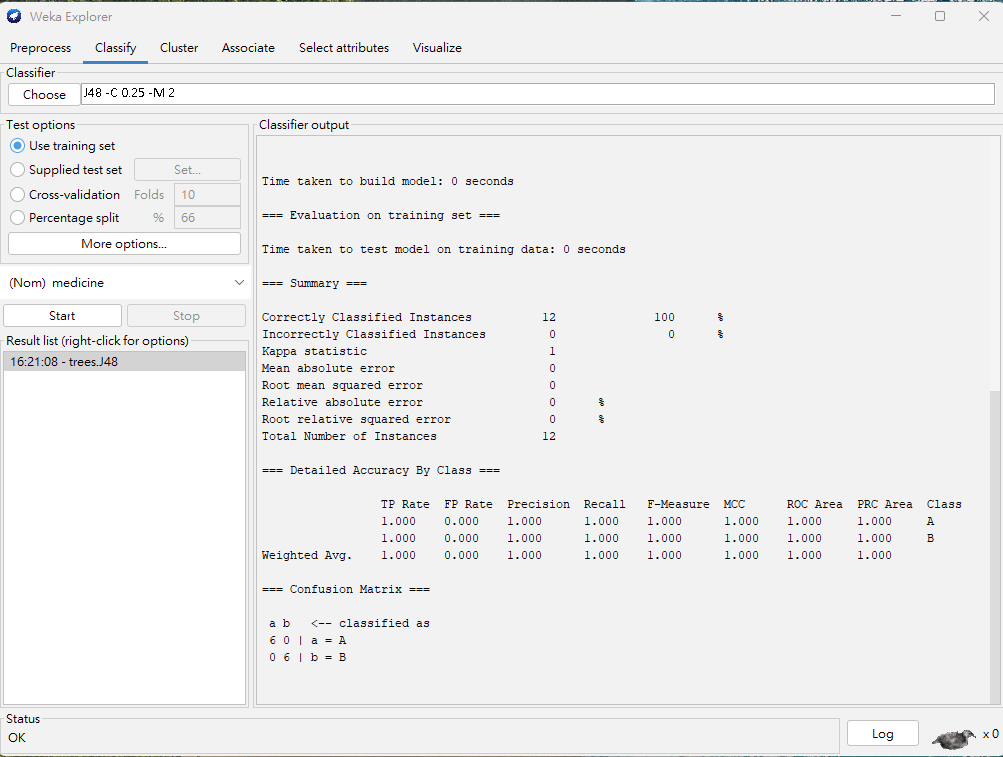 Weka Explorer
Preprocess Classify Cluster Associate Select attributes Visualize
Classifier
Choose J48 -C 0.25 -M 2
Test options
Use training set
Supplied test set Set...
Cross-validation Folds 10
Percentage split % 66
More options...
(Nom) medicine
Start Stop
Result list (right-click for options)
16:21:08 - trees.J48
Classifier output
Time taken to build model: 0 seconds
=== Evaluation on training set ===
Time taken to test model on training data: 0 seconds
=== Summary ===
Correctly Classified Instances 12 100 %
Incorrectly Classified Instances 0 0 %
Kappa statistic 1
Mean absolute error 0
Root mean squared error 0
Relative absolute error 0 %
Root relative squared error 0 %
Total Number of Instances 12
=== Detailed Accuracy By Class ===
TP Rate FP Rate Precision Recall F-Measure MCC ROC Area PRC Area Class
1.000 0.000 1.000 1.000 1.000 1.000 1.000 1.000 A
1.000 0.000 1.000 1.000 1.000 1.000 1.000 1.000 B
Weighted Avg. 1.000 0.000 1.000 1.000 1.000 1.000 1.000 1.000
=== Confusion Matrix ===
a b <-- classified as
6 0 | a = A
0 6 | b = B
Status
OK
Log
x 0